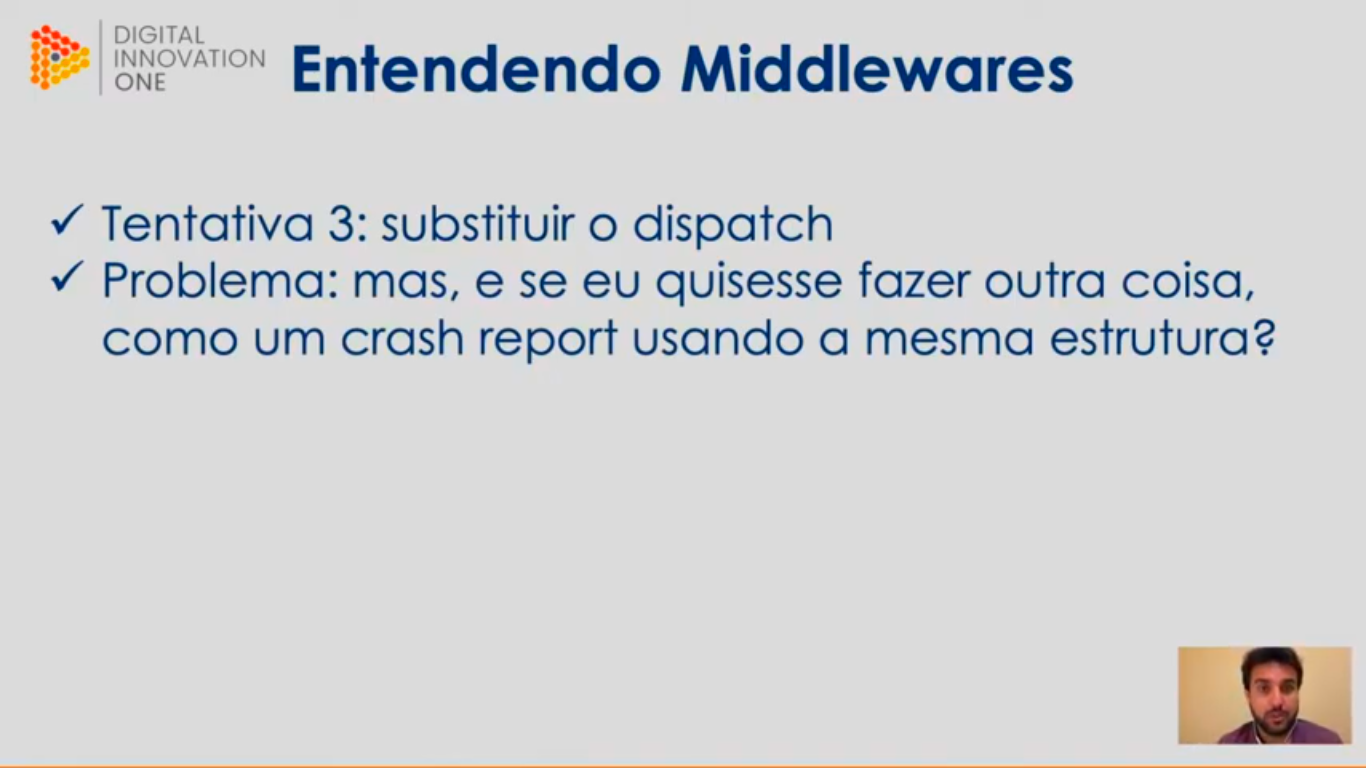 DIGITAL
INNOVATION
ONE
Entendendo Middlewares
✓ Tentativa 3: substituir o dispatch
✓ Problema: mas, e se eu quisesse fazer outra coisa,
como um crash report usando a mesma estrutura?